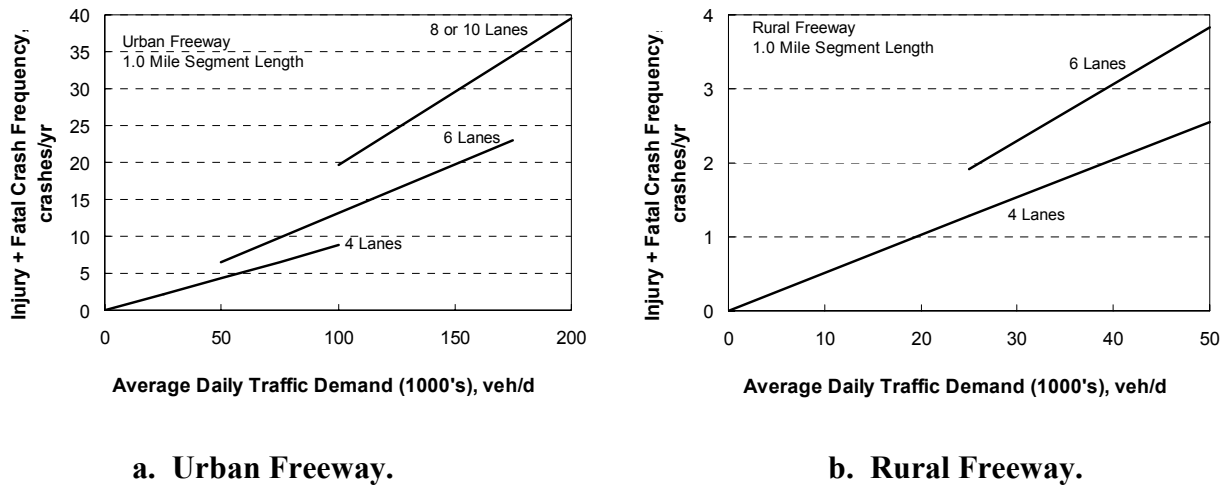 Injury + Fatal Crash Frequency,
crashes/yr
40
35
30
25
20
15
10
5
0
Urban Freeway
1.0 Mile Segment Length
8 or 10 Lanes
6 Lanes
4 Lanes
0 50 100 150 200
Average Daily Traffic Demand (1000's), veh/d
a. Urban Freeway.
Injury + Fatal Crash Frequency,
crashes/yr
4
3
2
1
0
Rural Freeway
1.0 Mile Segment Length
6 Lanes
4 Lanes
0 10 20 30 40 50
Average Daily Traffic Demand (1000's), veh/d
b. Rural Freeway.